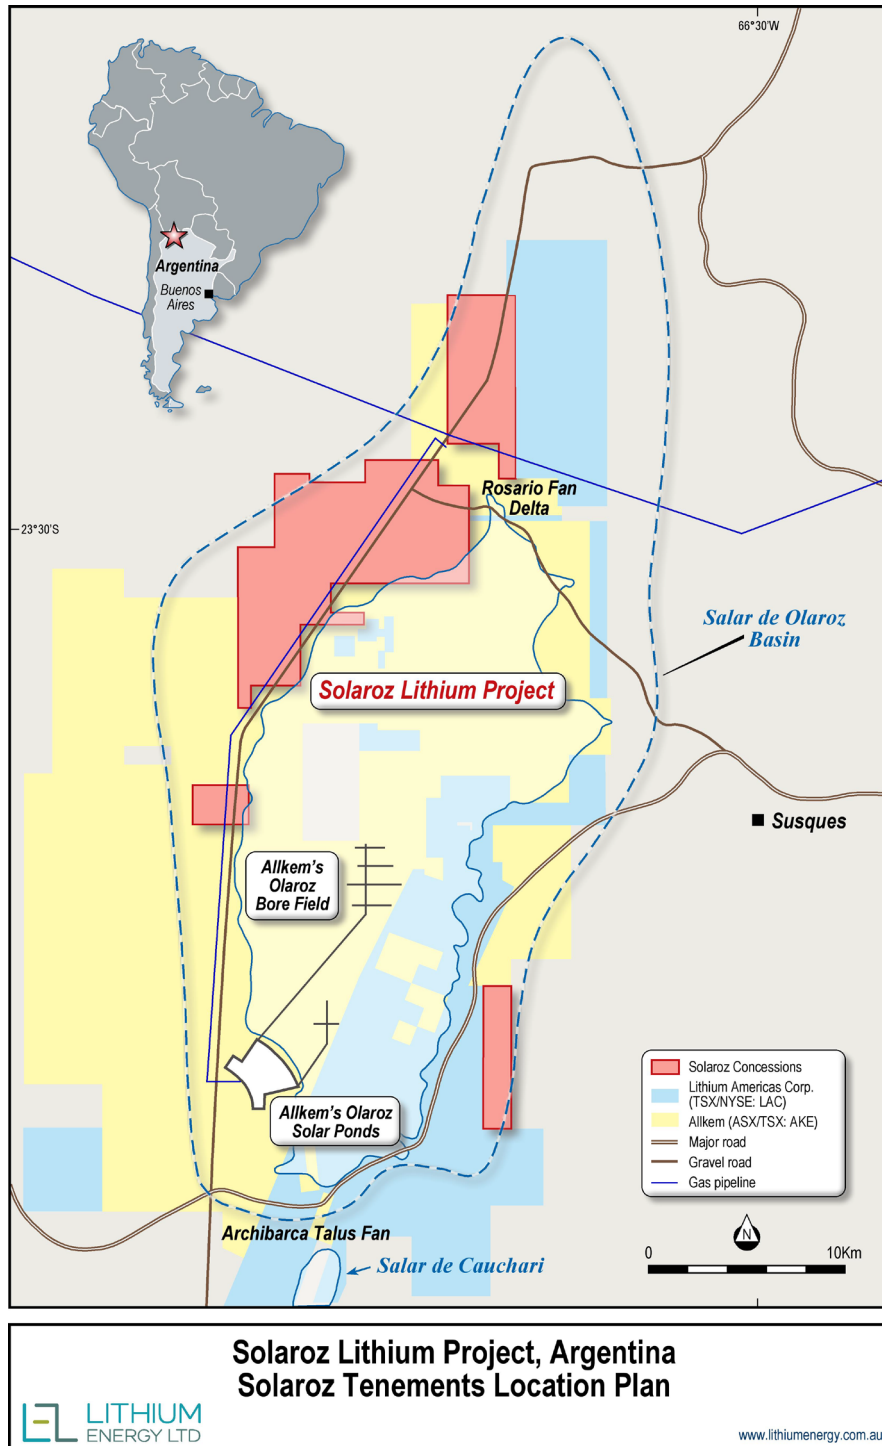 66°30'W
Argentina
Buenos
Aires
23°30'S
Rosario Fan
Delta
Salar de Olaroz
Basin
Solaroz Lithium Project
Susques
Allkem's
Olaroz
Bore Field
Allkem's Olaroz
Solar Ponds
Archibarca Talus Fan
Salar de Cauchari
Solaroz Concessions
Lithium Americas Corp.
(TSX/NYSE: LAC)
Allkem (ASX/TSX: AKE)
Major road
Gravel road
Gas pipeline
N
0 10Km
Solaroz Lithium Project, Argentina
Solaroz Tenements Location Plan
LITHIUM
ENERGY LTD
www.lithiumenergy.com.au